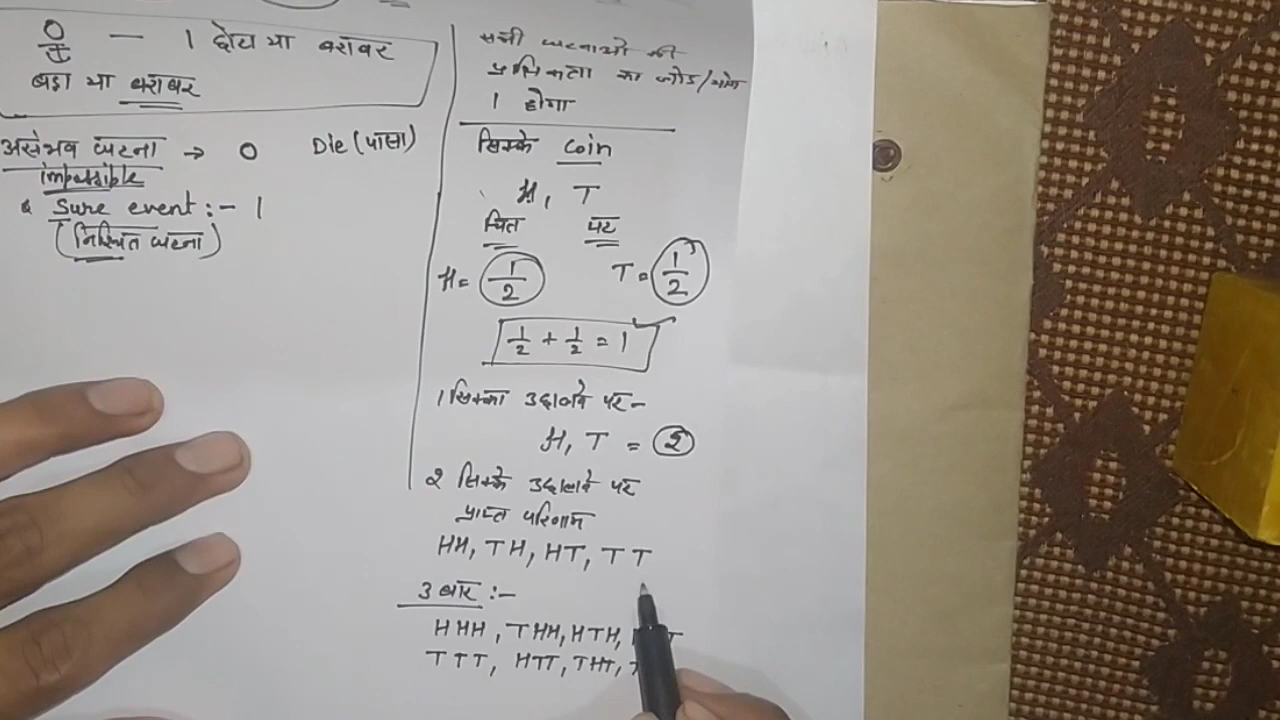 0 — 1 छोटा या बराबर
बड़ा या बराबर
असंभव घटना → 0
impossible
Sure event :- 1
(निश्चित घटना)
Die (पासा)
सभी घटनाओ की
प्रायिकता का जोड़/योग
1 होगा
सिक्के coin
H, T
चित पट
H = 1/2 T = 1/2
1/2 + 1/2 = 1
1 सिक्का उछालने पर -
H, T = 2
२ सिक्के उछालने पर
प्राप्त परिणाम
HH, TH, HT, TT
3 बार :-
HHH, THH, HTH,
TTT, HTT, THT,